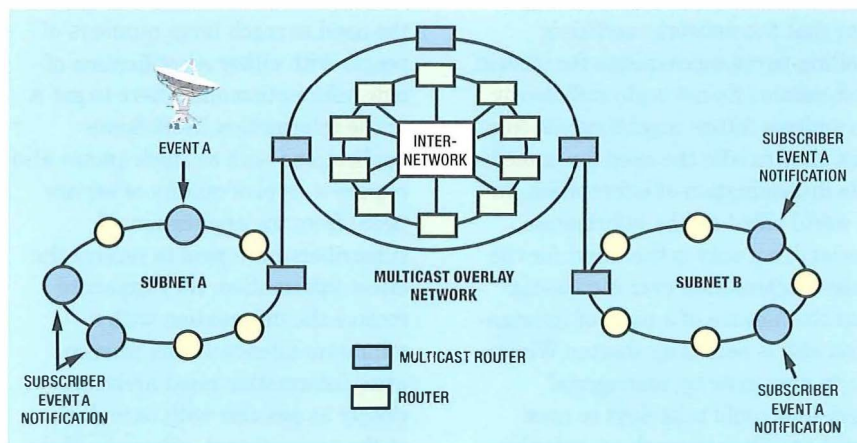 EVENT A
INTER-
NETWORK
SUBSCRIBER
EVENT A
NOTIFICATION
SUBNET A
MULTICAST OVERLAY
NETWORK
SUBNET B
MULTICAST ROUTER
ROUTER
SUBSCRIBER
EVENT A
NOTIFICATION
SUBSCRIBER
EVENT A
NOTIFICATION